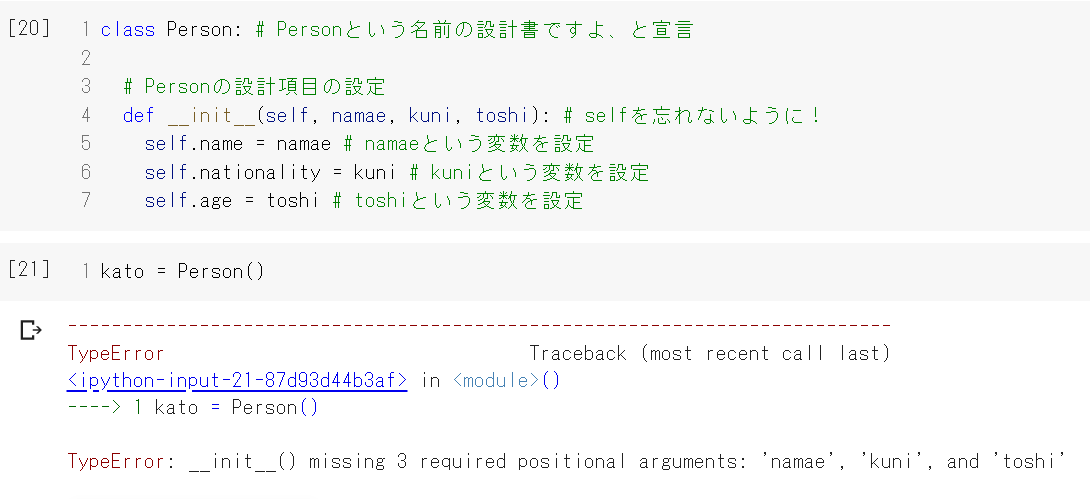 [20] 1 class Person: # Personという名前の設計書ですよ、と宣言
2
3 # Personの設計項目の設定
4 def __init__(self, namae, kuni, toshi): # selfを忘れないように！
5 self.name = namae # namaeという変数を設定
6 self.nationality = kuni # kuniという変数を設定
7 self.age = toshi # toshiという変数を設定
[21] 1 kato = Person()
---------------------------------------------------------------------------
TypeError Traceback (most recent call last)
<ipython-input-21-87d93d44b3af> in <module>()
----> 1 kato = Person()
TypeError: __init__() missing 3 required positional arguments: 'namae', 'kuni', and 'toshi'